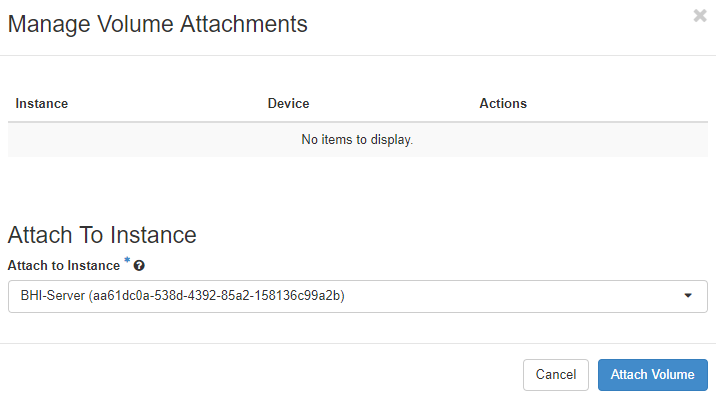 Manage Volume Attachments
×
Instance Device Actions
No items to display.
Attach To Instance
Attach to Instance *
BHI-Server (aa61dc0a-538d-4392-85a2-158136c99a2b)
Cancel Attach Volume